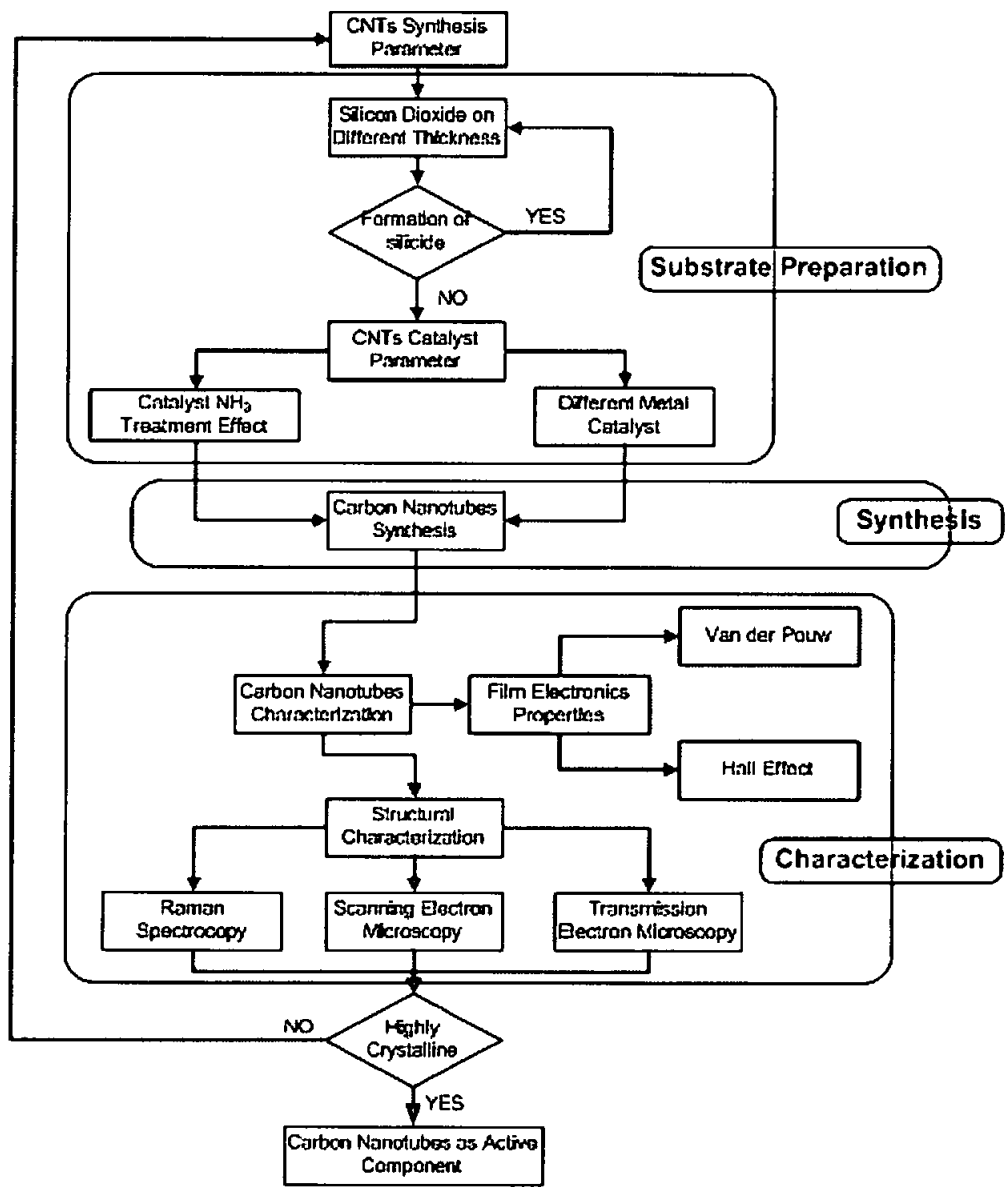 CNTs Synthesis
Parameter
Silicon Dioxide on
Different Thickness
Formation of
silicide
YES
Substrate Preparation
NO
CNTs Catalyst
Parameter
Catalyst NH₃
Treatment Effect
Different Metal
Catalyst
Carbon Nanotubes
Synthesis
Synthesis
Van der Pouw
Carbon Nanotubes
Characterization
Film Electronics
Properties
Hall Effect
Structural
Characterization
Characterization
Raman
Spectrocopy
Scanning Electron
Microscopy
Transmission
Electron Microscopy
NO
Highly
Crystalline
YES
Carbon Nanotubes as Active
Component